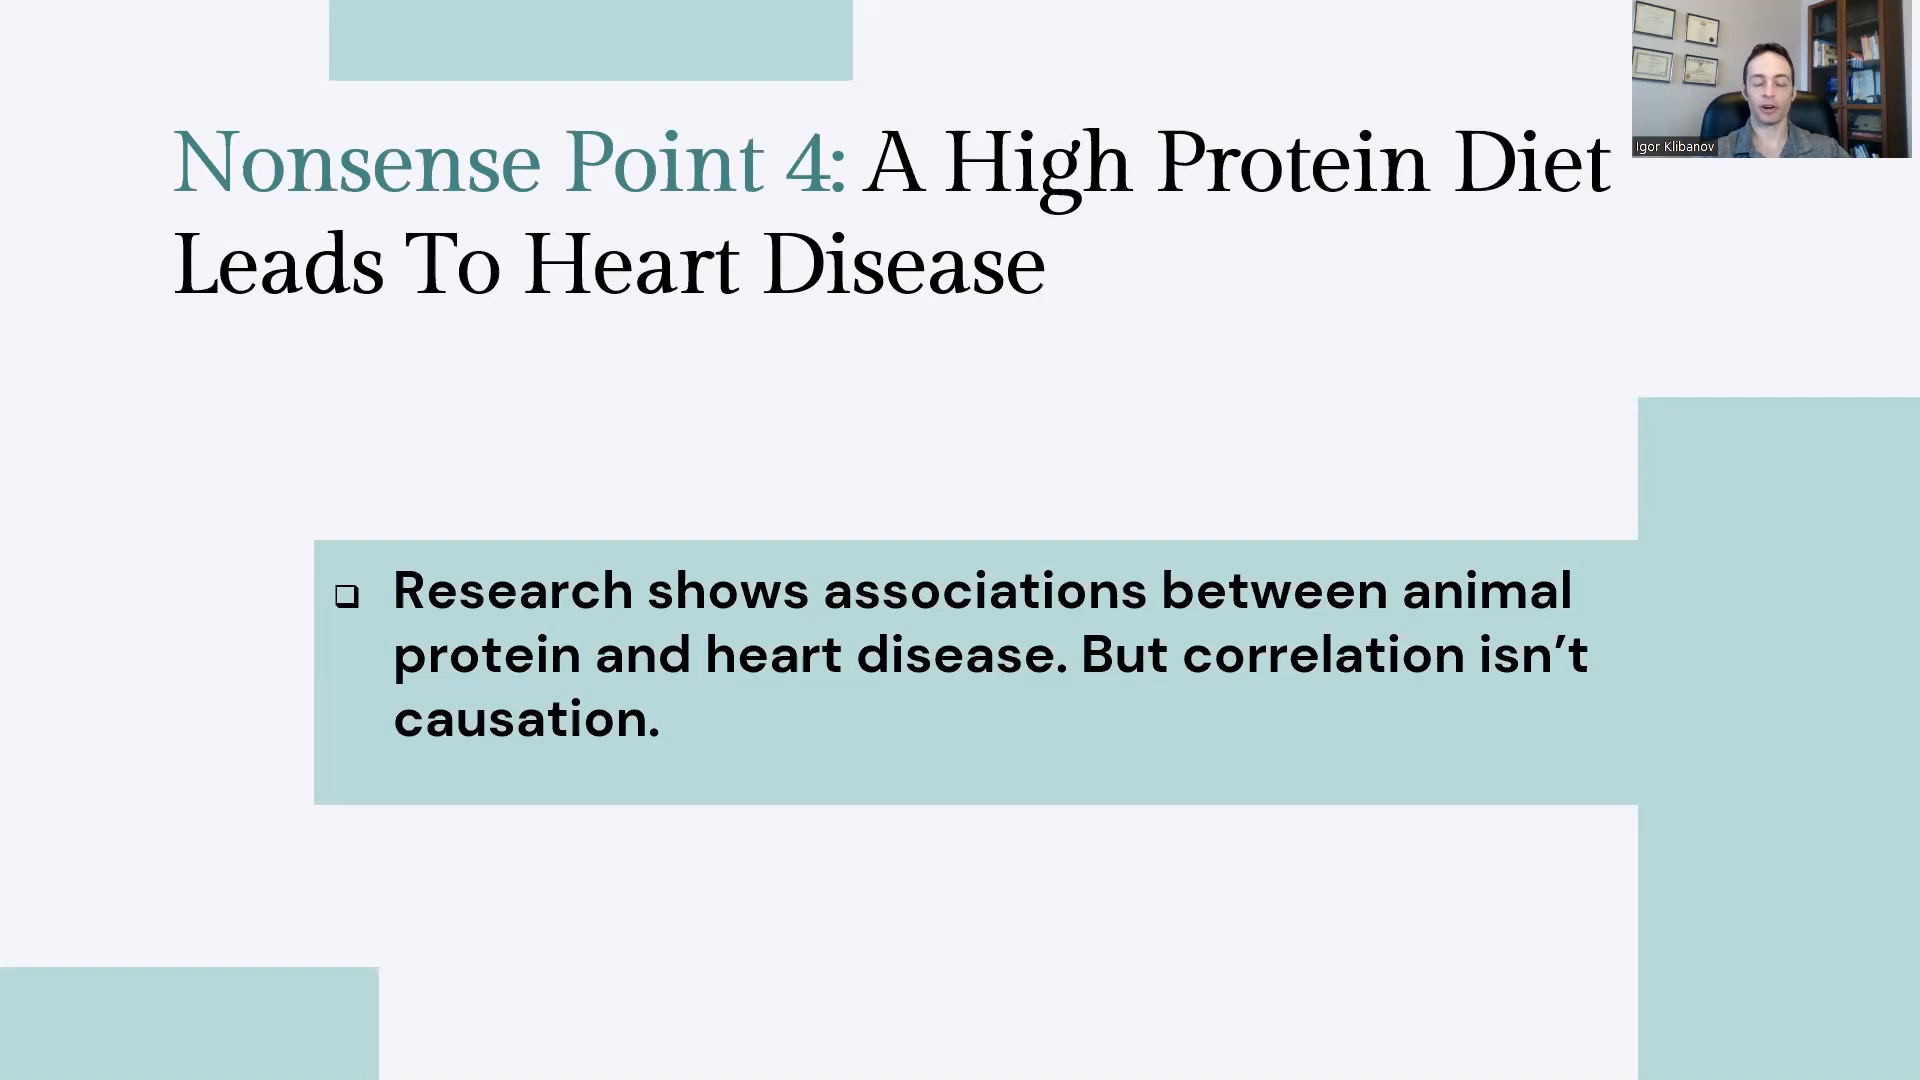 Nonsense Point 4: A High Protein Diet
Leads To Heart Disease
Igor Klibanov
❑ Research shows associations between animal
protein and heart disease. But correlation isn’t
causation.